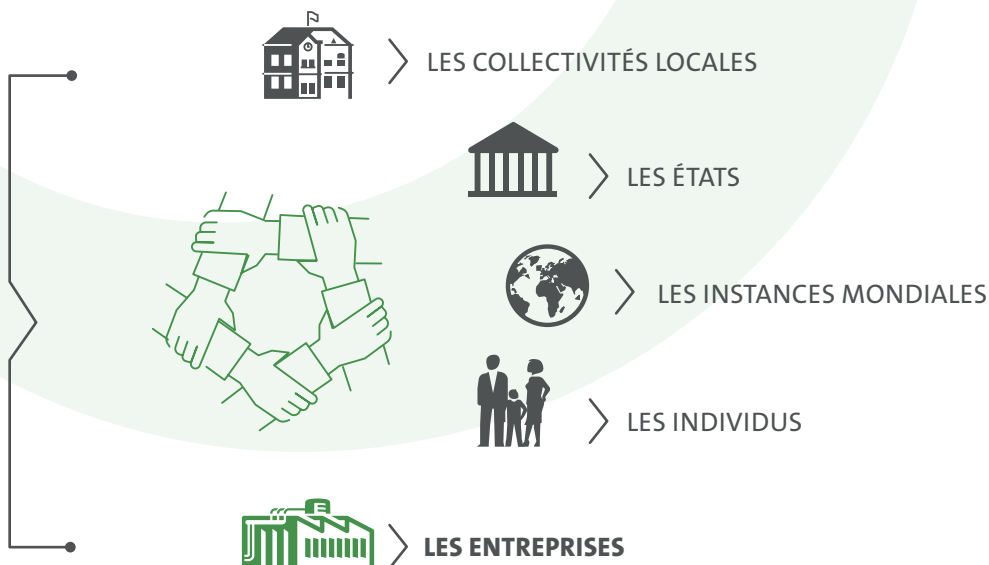 LES COLLECTIVITÉS LOCALES
LES ÉTATS
LES INSTANCES MONDIALES
LES INDIVIDUS
E
LES ENTREPRISES